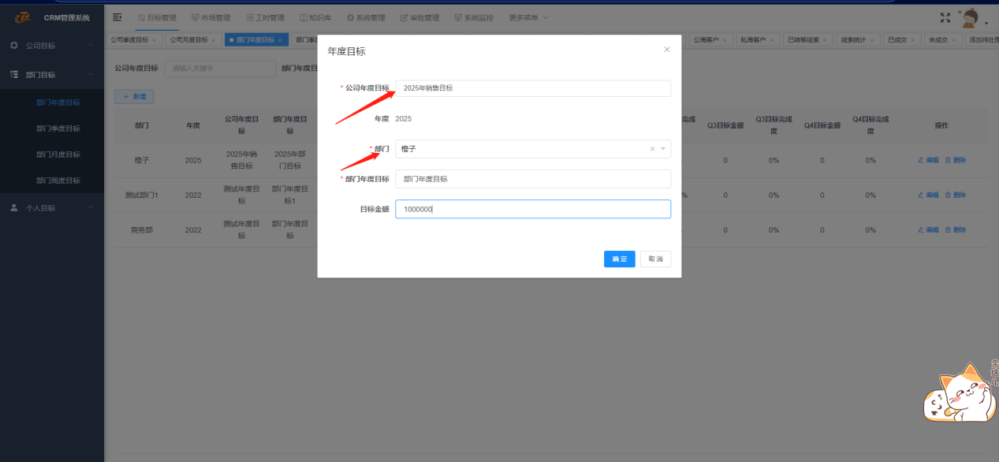 CRM管理系统
目标管理 市场管理 工时管理 知识库 系统管理 审批管理 系统监控 更多菜单
公司季度目标 × 公司月度目标 × 部门年度目标 × 部门季 公海客户 × 私海客户 × 已转移线索 × 线索统计 × 已成交 × 未成交 × 添加待处理
公司目标
部门目标
部门年度目标
部门季度目标
部门月度目标
部门周度目标
个人目标
公司年度目标 请输入关键字 部门年度目
+ 新增
部门 年度 公司年度目标 部门年度目标 完成 Q3目标金额 Q3目标完成度 Q4目标金额 Q4目标完成度 操作
橙子 2025 2025年销售目标 2025年部门目标 0 0% 0 0% 编辑 删除
测试部门1 2022 测试年度目标 部门年度目标1 % 0 0% 0 0% 编辑 删除
商务部 2022 测试年度目标 部门年度目标 0 0% 0 0% 编辑 删除
年度目标 ×
* 公司年度目标 2025年销售目标
年度 2025
* 部门 橙子 ×
* 部门年度目标 部门年度目标
目标金额 1000000
确定 取消